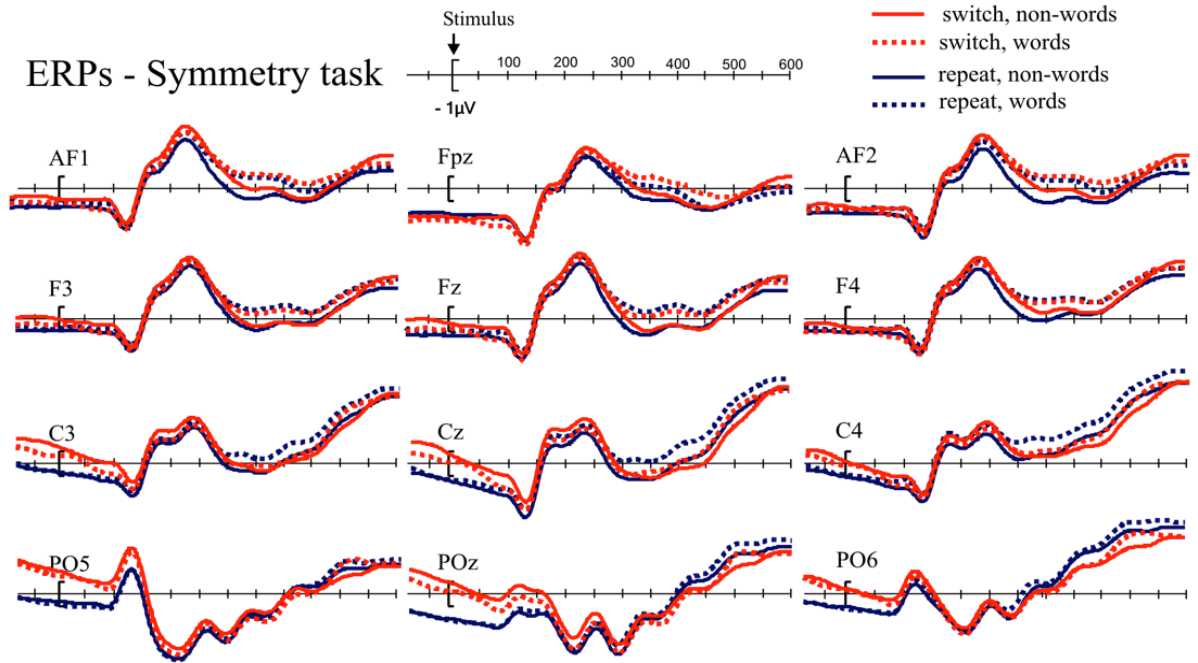 Stimulus
ERPs - Symmetry task
100 200 300 400 500 600
- 1µV
switch, non-words
switch, words
repeat, non-words
repeat, words
AF1 Fpz AF2
F3 Fz F4
C3 Cz C4
PO5 POz PO6